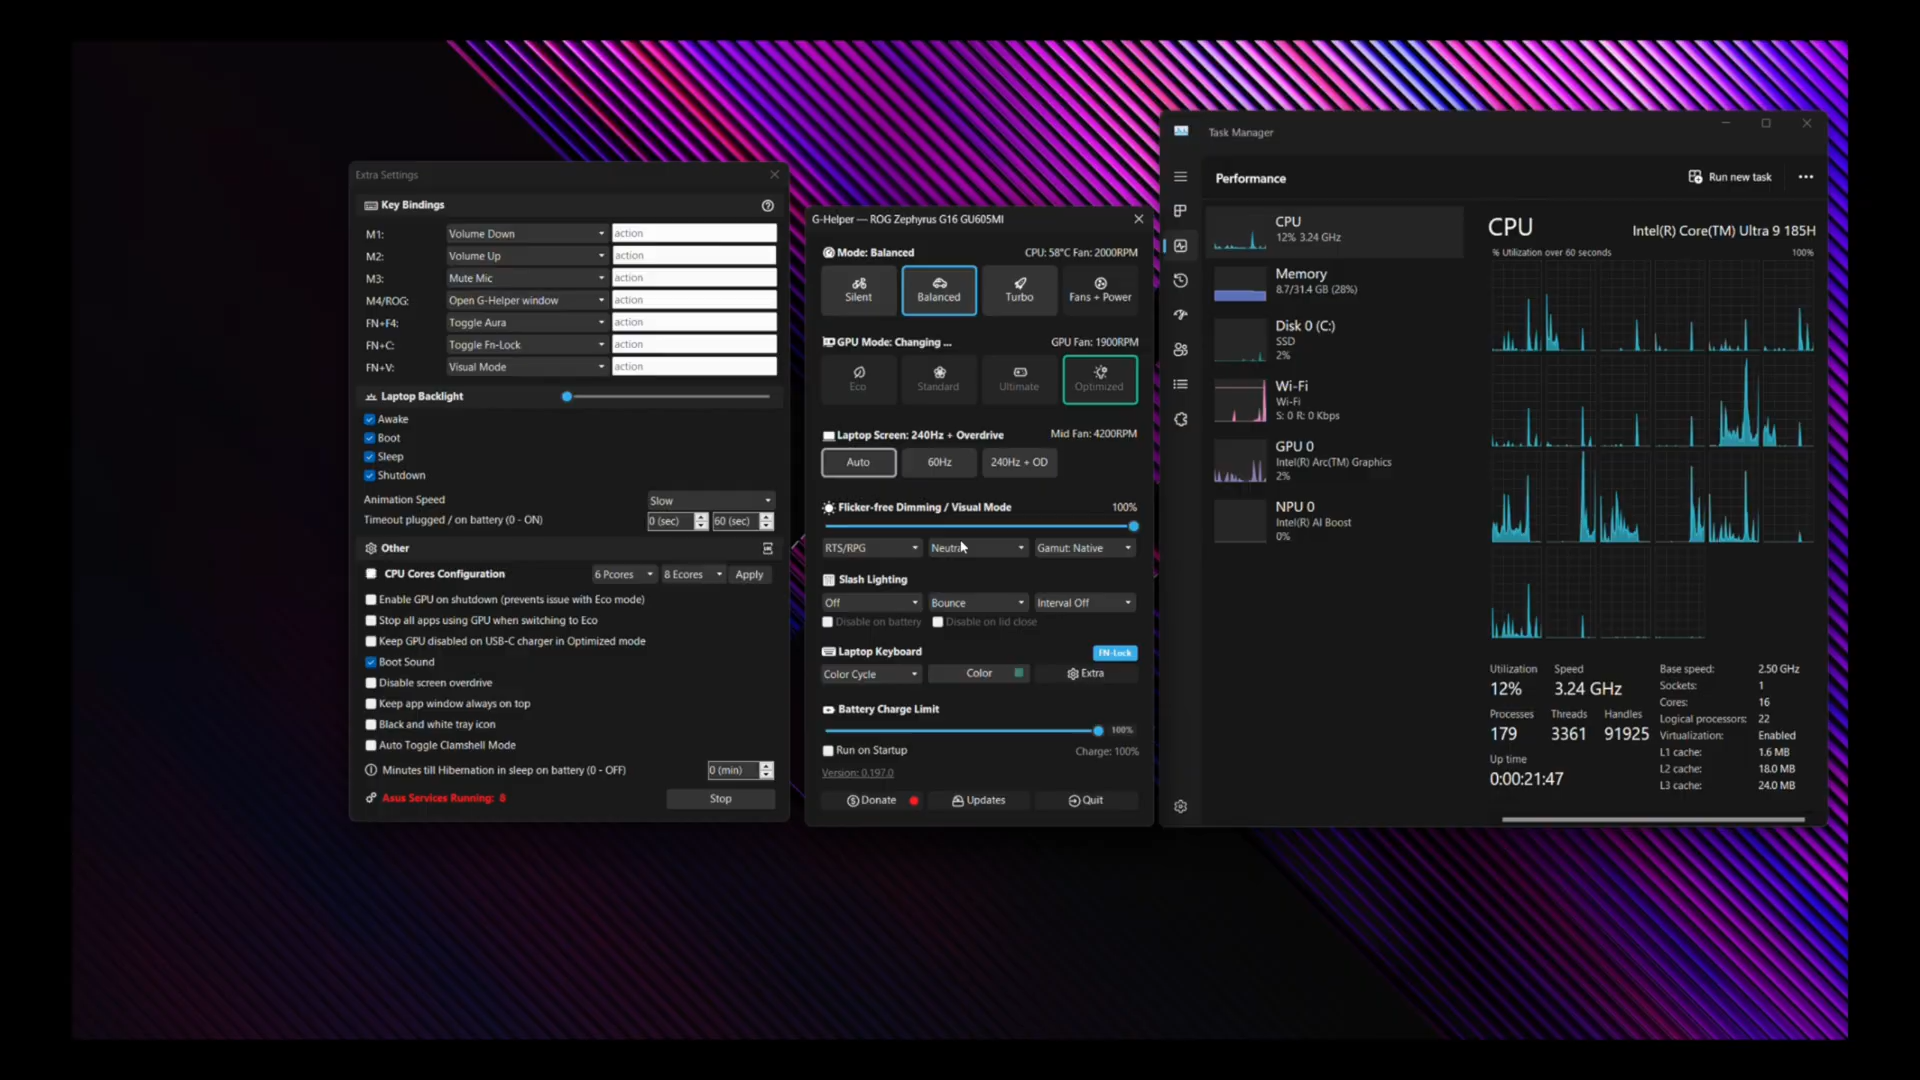 Extra Settings
Key Bindings
M1: Volume Down action
M2: Volume Up action
M3: Mute Mic action
M4/ROG: Open G-Helper window action
FN+F4: Toggle Aura action
FN+C: Toggle Fn-Lock action
FN+V: Visual Mode action
Laptop Backlight
Awake
Boot
Sleep
Shutdown
Animation Speed Slow
Timeout plugged / on battery (0 - ON) 0 (sec) 60 (sec)
Other
CPU Cores Configuration 6 Pcores 8 Ecores Apply
Enable GPU on shutdown (prevents issue with Eco mode)
Stop all apps using GPU when switching to Eco
Keep GPU disabled on USB-C charger in Optimized mode
Boot Sound
Disable screen overdrive
Keep app window always on top
Black and white tray icon
Auto Toggle Clamshell Mode
Minutes till Hibernation in sleep on battery (0 - OFF) 0 (min)
Asus Services Running: 8 Stop
G-Helper — ROG Zephyrus G16 GU605MI
Mode: Balanced CPU: 58°C Fan: 2000RPM
Silent Balanced Turbo Fans + Power
GPU Mode: Changing ... GPU Fan: 1900RPM
Eco Standard Ultimate Optimized
Laptop Screen: 240Hz + Overdrive Mid Fan: 4200RPM
Auto 60Hz 240Hz + OD
Flicker-free Dimming / Visual Mode 100%
RTS/RPG Neutral Gamut: Native
Slash Lighting
Off Bounce Interval Off
Disable on battery Disable on lid close
Laptop Keyboard FN-Lock
Color Cycle Color Extra
Battery Charge Limit
100%
Run on Startup Charge: 100%
Version: 0.197.0
Donate Updates Quit
Task Manager
Performance Run new task
CPU
12% 3.24 GHz
Memory
8.7/31.4 GB (28%)
Disk 0 (C:)
SSD
2%
Wi-Fi
Wi-Fi
S: 0 R: 0 Kbps
GPU 0
Intel(R) Arc(TM) Graphics
2%
NPU 0
Intel(R) AI Boost
0%
CPU Intel(R) Core(TM) Ultra 9 185H
% Utilization over 60 seconds 100%
Utilization Speed
12% 3.24 GHz
Processes Threads Handles
179 3361 91925
Up time
0:00:21:47
Base speed: 2.50 GHz
Sockets: 1
Cores: 16
Logical processors: 22
Virtualization: Enabled
L1 cache: 1.6 MB
L2 cache: 18.0 MB
L3 cache: 24.0 MB